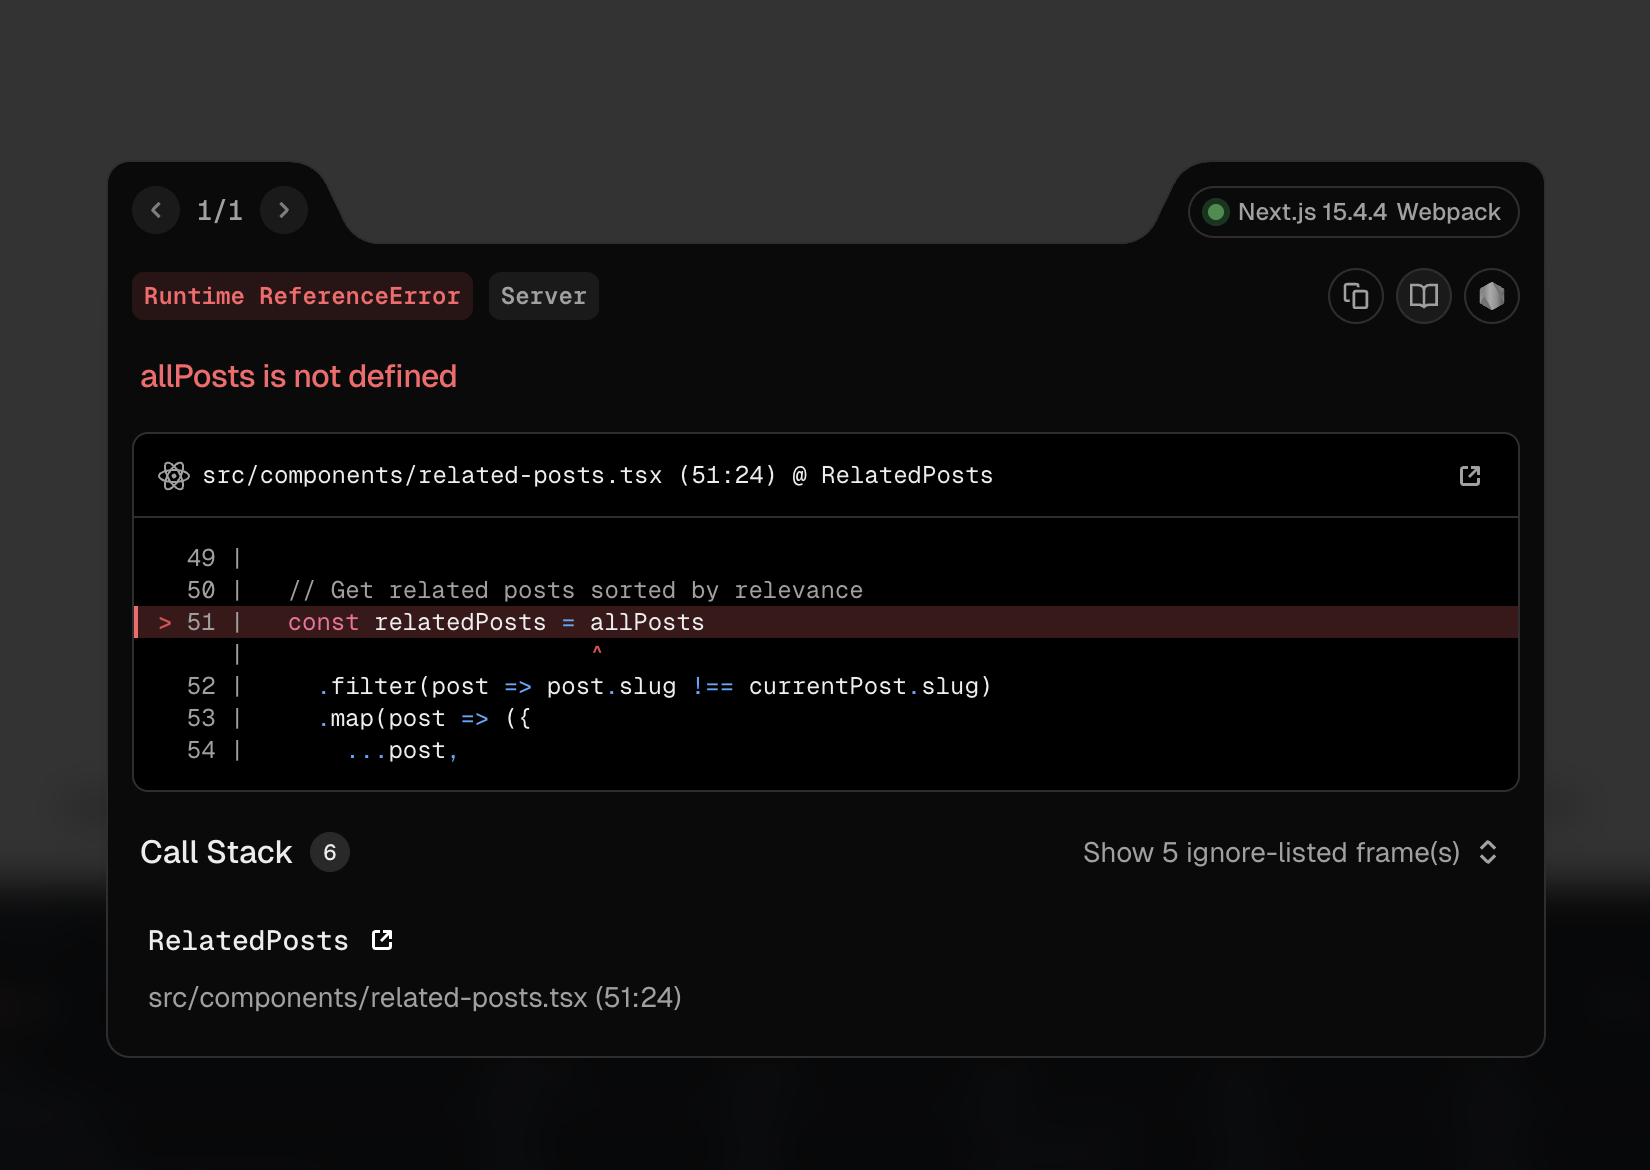 1/1
Next.js 15.4.4 Webpack
Runtime ReferenceError Server
allPosts is not defined
src/components/related-posts.tsx (51:24) @ RelatedPosts
49 |
50 |   // Get related posts sorted by relevance
> 51 |   const relatedPosts = allPosts
|                        ^
52 |     .filter(post => post.slug !== currentPost.slug)
53 |     .map(post => ({
54 |       ...post,
Call Stack 6
Show 5 ignore-listed frame(s)
RelatedPosts
src/components/related-posts.tsx (51:24)